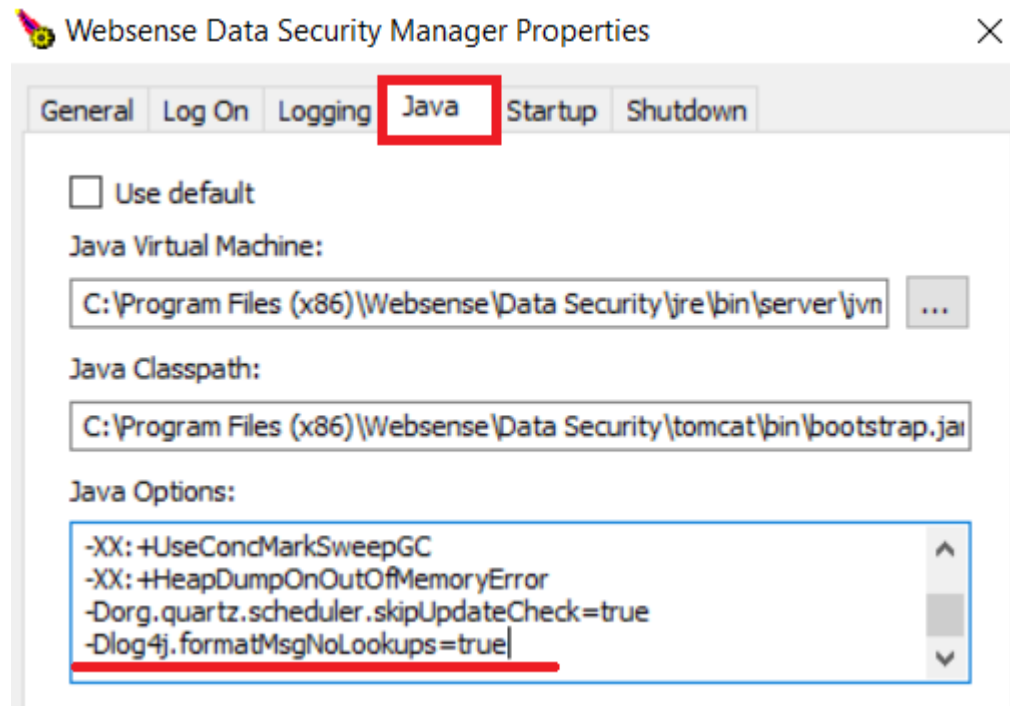 Websense Data Security Manager Properties
General Log On Logging Java Startup Shutdown
Use default
Java Virtual Machine:
C:\Program Files (x86)\Websense\Data Security\jre\bin\server\jvm
...
Java Classpath:
C:\Program Files (x86)\Websense\Data Security\tomcat\bin\bootstrap.jar
Java Options:
-XX:+UseConcMarkSweepGC
-XX:+HeapDumpOnOutOfMemoryError
-Dorg.quartz.scheduler.skipUpdateCheck=true
-Dlog4j.formatMsgNoLookups=true